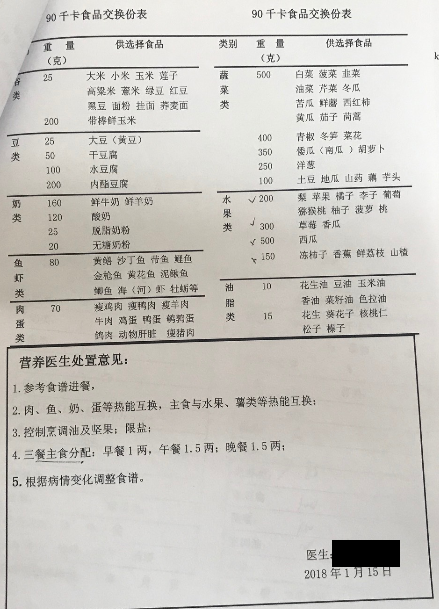 90千卡食品交换份表
90千卡食品交换份表
重 量 供选择食品
（克）
类 25 大米 小米 玉米 莲子
高粱米 薏米 绿豆 红豆
黑豆 面粉 挂面 荞麦面
200 带棒鲜玉米
豆 25 大豆（黄豆）
类 50 干豆腐
100 水豆腐
200 内酯豆腐
奶 160 鲜牛奶 鲜羊奶
类 120 酸奶
25 脱脂奶粉
20 无糖奶粉
鱼 80 黄鳝 沙丁鱼 带鱼 鲤鱼
虾 金枪鱼 黄花鱼 泥鳅鱼
类 鲫鱼 海（河）虾 牡蛎等
肉 70 瘦鸡肉 瘦鸭肉 瘦羊肉
蛋 牛肉 鸡蛋 鸭蛋 鹌鹑蛋
类 鸽肉 动物肝脏 瘦猪肉
类别 重 量 供选择食品
（克）
蔬 500 白菜 菠菜 韭菜
菜 油菜 芹菜 冬瓜
类 苦瓜 鲜蘑 西红柿
黄瓜 茄子 茼蒿
400 青椒 冬笋 菜花
350 倭瓜（南瓜）胡萝卜
250 洋葱
100 土豆 地瓜 山药 藕 芋头
水 200 梨 苹果 橘子 李子 葡萄
果 猕猴桃 柚子 菠萝 桃
类 300 草莓 香瓜
500 西瓜
150 冻柿子 香蕉 鲜荔枝 山楂
油 10 花生油 豆油 玉米油
脂 香油 菜籽油 色拉油
类 15 花生 葵花子 核桃仁
松子 榛子
营养医生处置意见：
1.参考食谱进餐，
2.肉、鱼、奶、蛋等热能互换，主食与水果、薯类等热能互换；
3.控制烹调油及坚果；限盐；
4.三餐主食分配：早餐1两，午餐1.5两；晚餐1.5两；
5.根据病情变化调整食谱。
医生：
2018年1月15日
k